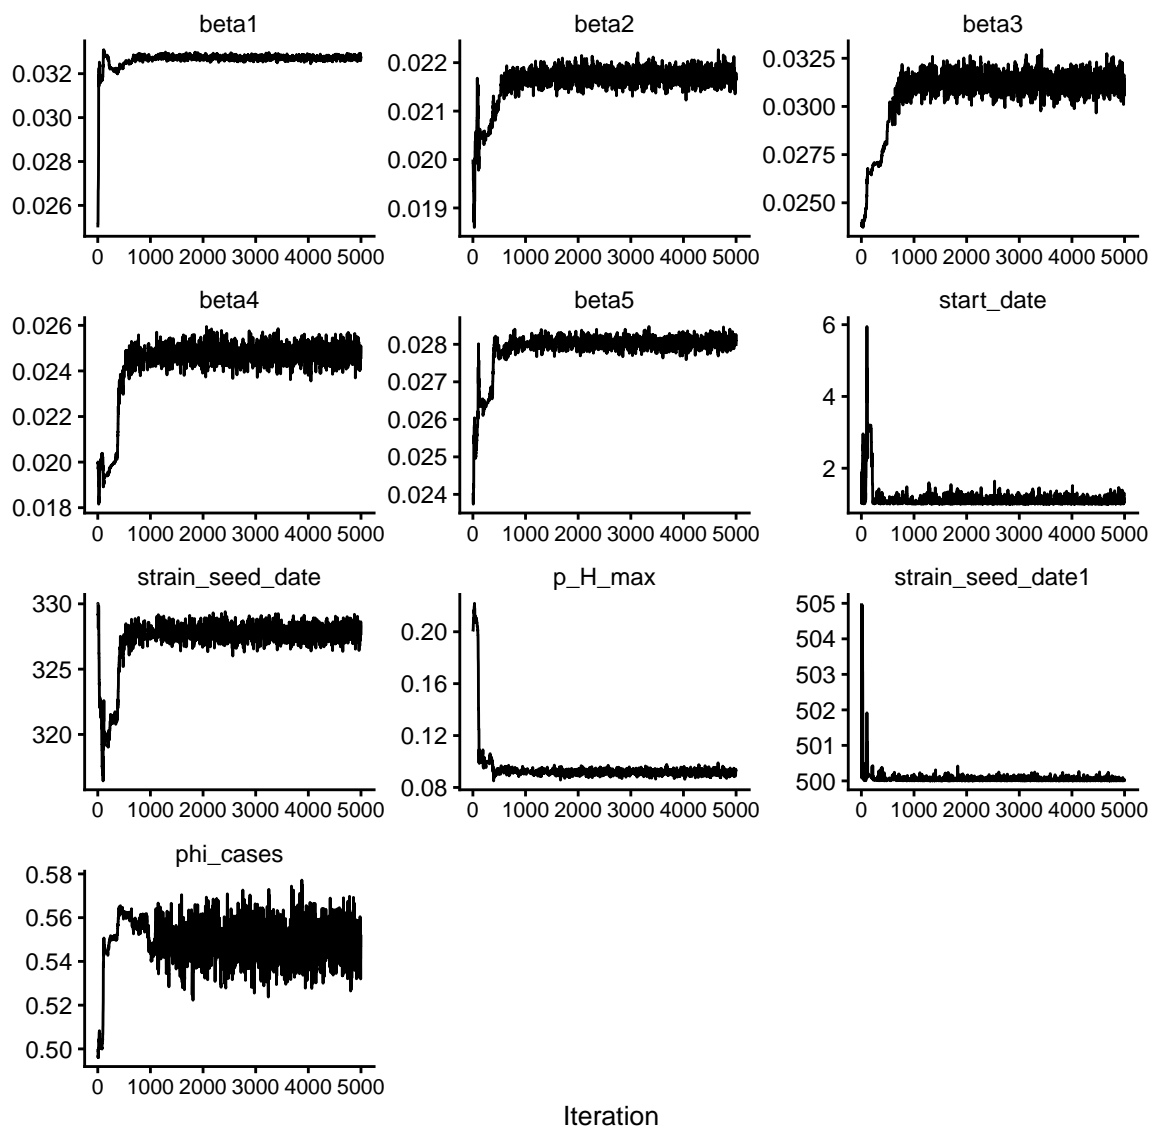 beta1
beta2
beta3
0.032
0.030
0.028
0.026
0.022
0.021
0.020
0.019
0.0325
0.0300
0.0275
0.0250
0 1000 2000 3000 4000 5000
0 1000 2000 3000 4000 5000
0 1000 2000 3000 4000 5000
beta4
beta5
start_date
0.026
0.024
0.022
0.020
0.018
0.028
0.027
0.026
0.025
0.024
6
4
2
0 1000 2000 3000 4000 5000
0 1000 2000 3000 4000 5000
0 1000 2000 3000 4000 5000
strain_seed_date
p_H_max
strain_seed_date1
330
325
320
0.20
0.16
0.12
0.08
505
504
503
502
501
500
0 1000 2000 3000 4000 5000
0 1000 2000 3000 4000 5000
0 1000 2000 3000 4000 5000
phi_cases
0.58
0.56
0.54
0.52
0.50
0 1000 2000 3000 4000 5000
Iteration